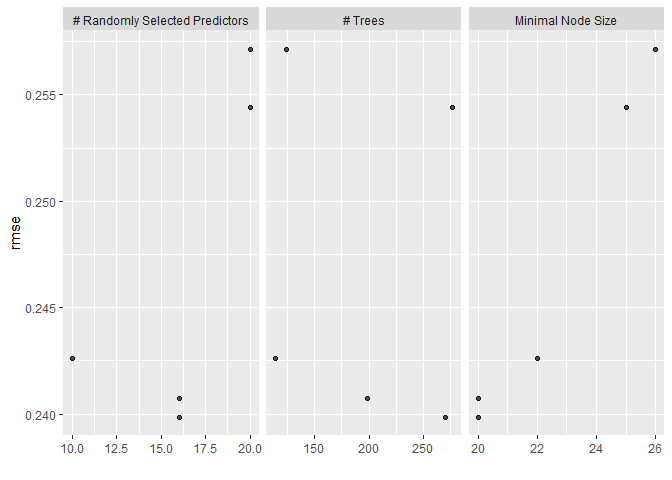 # Randomly Selected Predictors
# Trees
Minimal Node Size
rmse
0.255
0.250
0.245
0.240
10.0 12.5 15.0 17.5 20.0
150 200 250
20 22 24 26